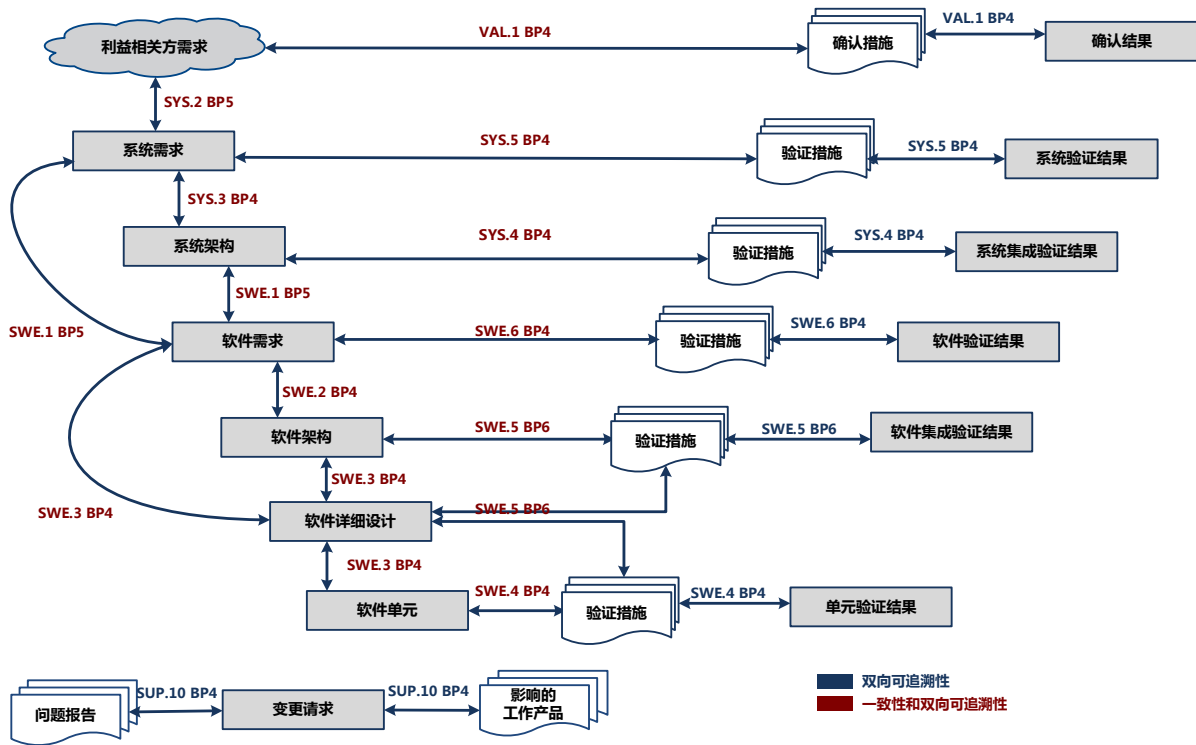 利益相关方需求
VAL.1 BP4
确认措施
VAL.1 BP4
确认结果
SYS.2 BP5
系统需求
SYS.5 BP4
验证措施
SYS.5 BP4
系统验证结果
SYS.3 BP4
系统架构
SYS.4 BP4
验证措施
SYS.4 BP4
系统集成验证结果
SWE.1 BP5
SWE.1 BP5
软件需求
SWE.6 BP4
验证措施
SWE.6 BP4
软件验证结果
SWE.2 BP4
软件架构
SWE.5 BP6
验证措施
SWE.5 BP6
软件集成验证结果
SWE.3 BP4
SWE.3 BP4
软件详细设计
SWE.5 BP6
SWE.3 BP4
软件单元
SWE.4 BP4
验证措施
SWE.4 BP4
单元验证结果
问题报告
SUP.10 BP4
变更请求
SUP.10 BP4
影响的
工作产品
双向可追溯性
一致性和双向可追溯性